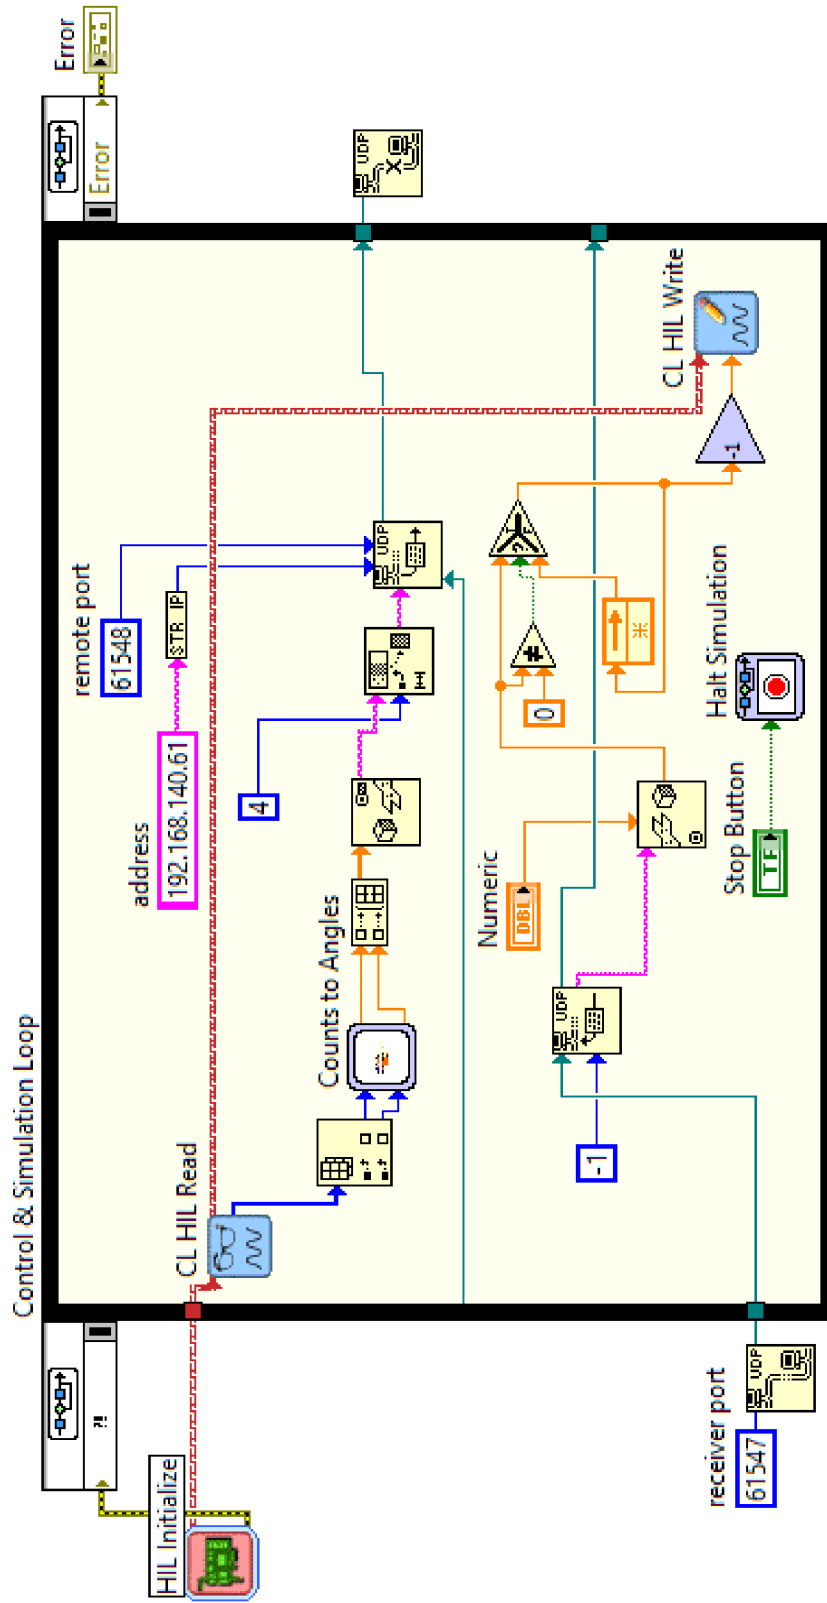 Control & Simulation Loop
Error
Error
?!
HIL Initialize
CL HIL Read
address
192.168.140.61
remote port
61548
STR IP
4
Counts to Angles
UDP
UDP
CL HIL Write
Numeric
DBL
0
≠
?
T
F
-1
UDP
-1
Stop Button
TF
Halt Simulation
receiver port
61547
UDP